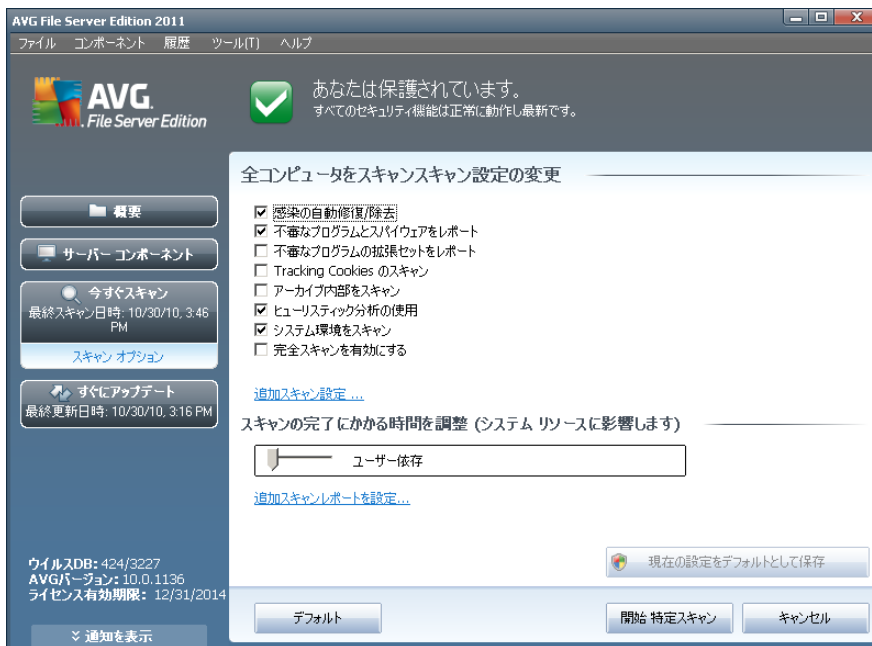 AVG File Server Edition 2011
ファイル コンポーネント 履歴 ツール(T) ヘルプ
AVG.
File Server Edition
あなたは保護されています。
すべてのセキュリティ機能は正常に動作し最新です。
概要
サーバー コンポーネント
今すぐスキャン
最終スキャン日時: 10/30/10, 3:46
PM
スキャン オプション
すぐにアップデート
最終更新日時: 10/30/10, 3:16 PM
ウイルスDB: 424/3227
AVGバージョン: 10.0.1136
ライセンス有効期限: 12/31/2014
通知を表示
全コンピュータをスキャンスキャン設定の変更
感染の自動修復/除去
不審なプログラムとスパイウェアをレポート
不審なプログラムの拡張セットをレポート
Tracking Cookies のスキャン
アーカイブ内部をスキャン
ヒューリスティック分析の使用
システム環境をスキャン
完全スキャンを有効にする
追加スキャン設定 ...
スキャンの完了にかかる時間を調整 (システム リソースに影響します)
ユーザー依存
追加スキャンレポートを設定...
現在の設定をデフォルトとして保存
デフォルト
開始 特定スキャン
キャンセル